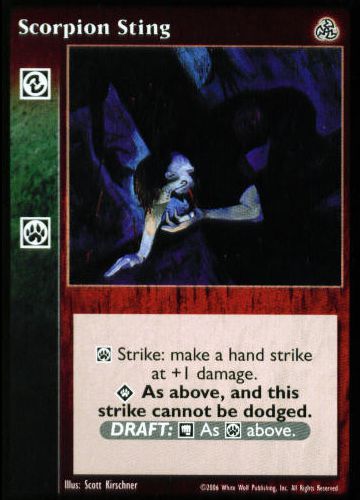 Scorpion Sting
Strike: make a hand strike
at +1 damage.
As above, and this
strike cannot be dodged.
DRAFT: As above.
Illus: Scott Kirschner
©2006 White Wolf Publishing, Inc. All Rights Reserved